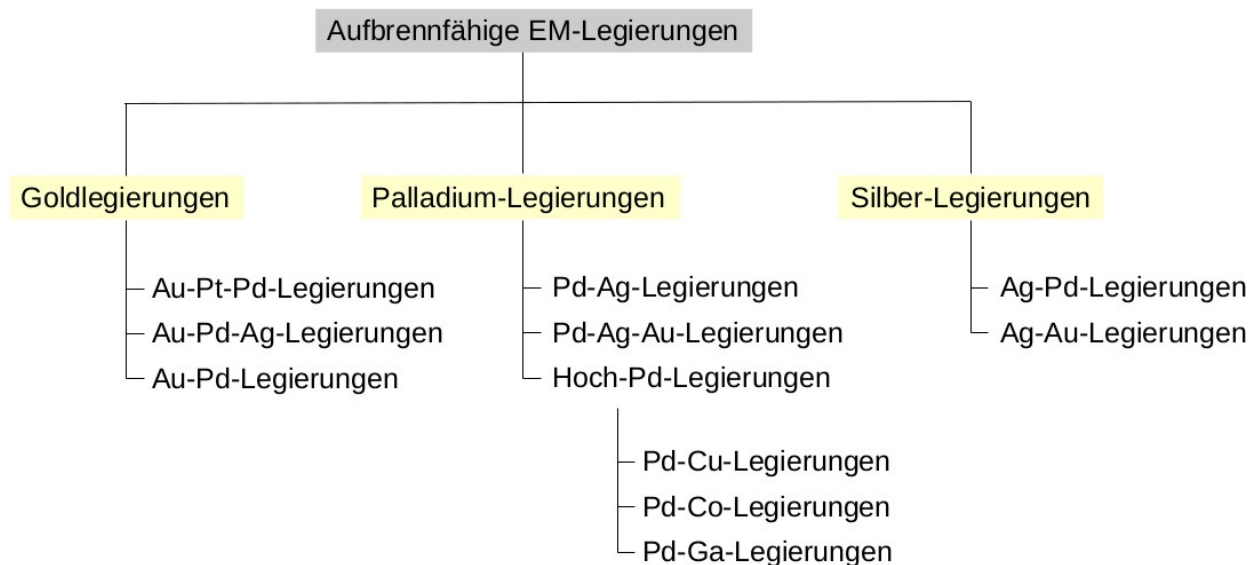 Aufbrennfähige EM-Legierungen
Goldlegierungen
Au-Pt-Pd-Legierungen
Au-Pd-Ag-Legierungen
Au-Pd-Legierungen
Palladium-Legierungen
Pd-Ag-Legierungen
Pd-Ag-Au-Legierungen
Hoch-Pd-Legierungen
Pd-Cu-Legierungen
Pd-Co-Legierungen
Pd-Ga-Legierungen
Silber-Legierungen
Ag-Pd-Legierungen
Ag-Au-Legierungen